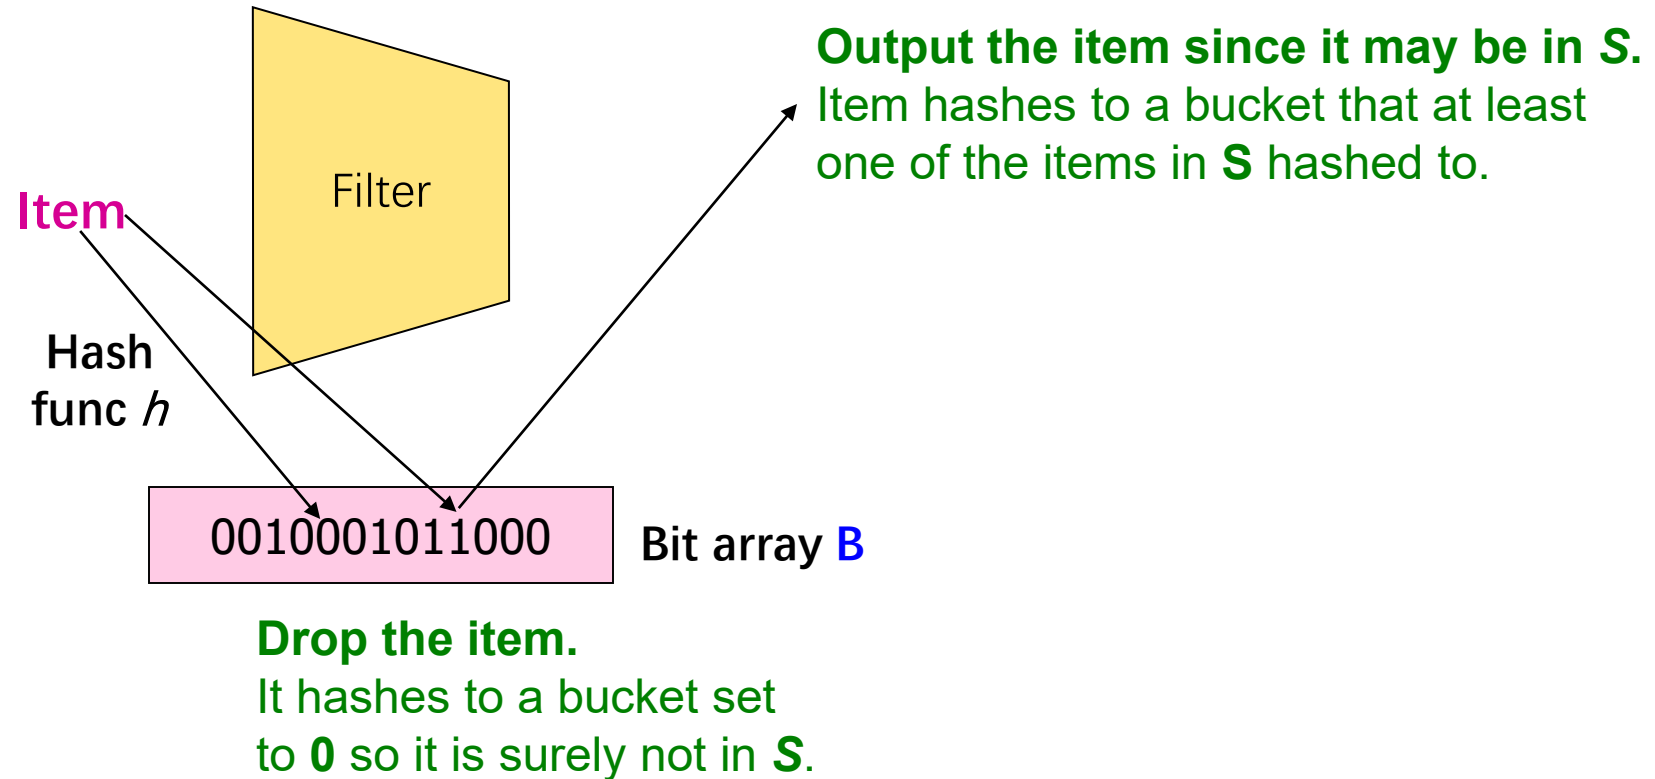 Output the item since it may be in S.
Item hashes to a bucket that at least
one of the items in S hashed to.
Filter
Item
Hash
func h
0010001011000
Bit array B
Drop the item.
It hashes to a bucket set
to 0 so it is surely not in S.